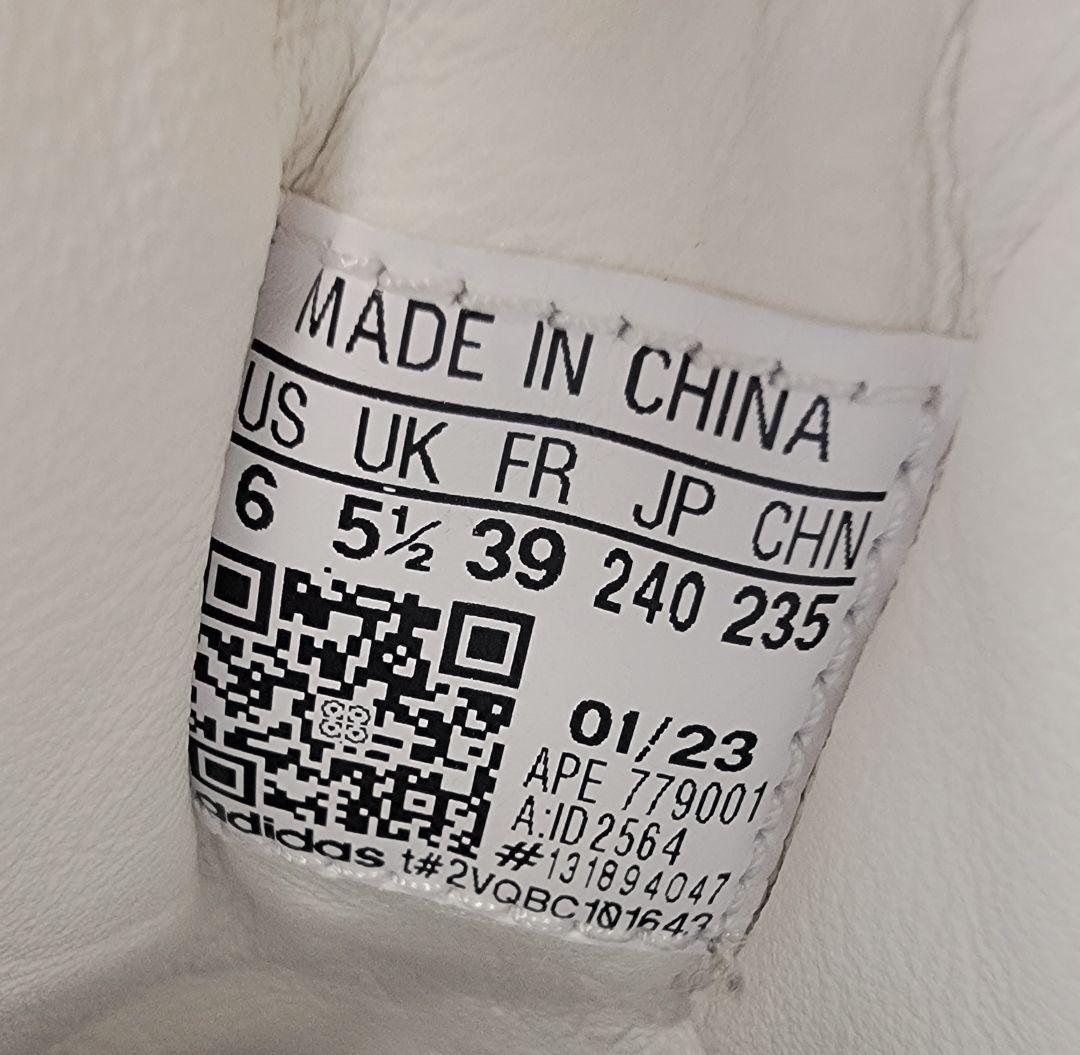 MADE IN CHINA
US UK FR JP CHN
6 5½ 39 240 235
01/23
APE 779001
A:ID2564
#131894047
adidas t#2VQBC101643